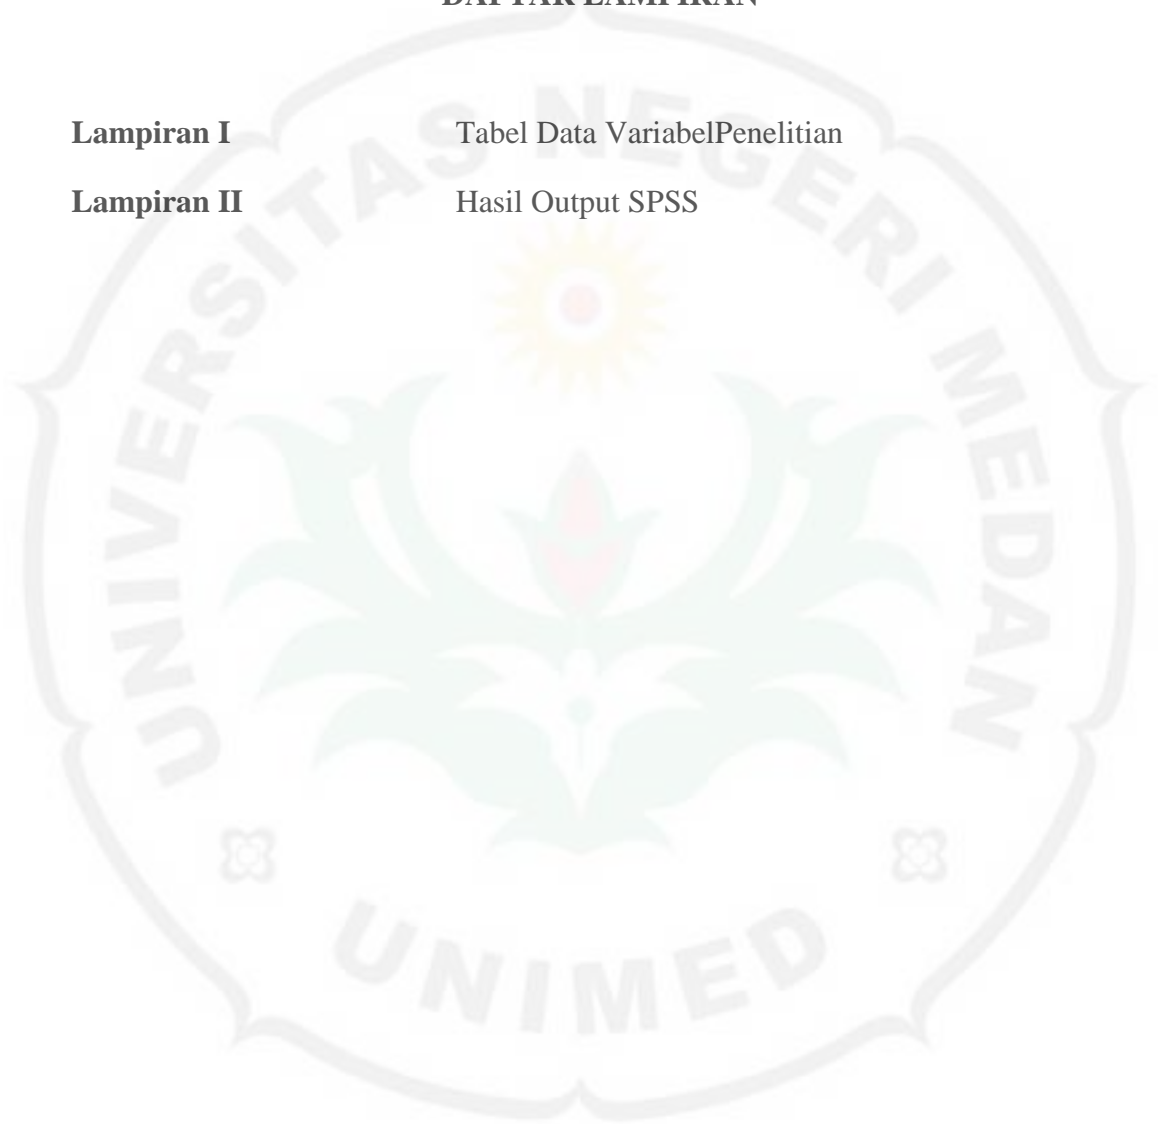 DAFTAR LAMPIRAN
Lampiran I Tabel Data VariabelPenelitian
Lampiran II Hasil Output SPSS
UNIVERSITAS NEGERI MEDAN
UNIMED